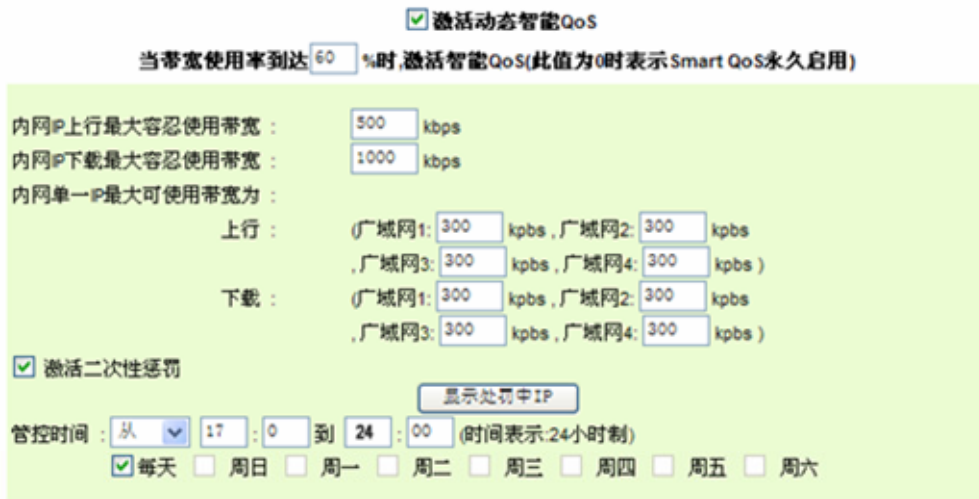 激活动态智能QoS
当带宽使用率到达 60 %时,激活智能QoS(此值为0时表示Smart QoS永久启用)
内网IP上行最大容忍使用带宽 : 500 kbps
内网IP下载最大容忍使用带宽 : 1000 kbps
内网单一IP最大可使用带宽为 :
上行 : (广域网1: 300 kpbs , 广域网2: 300 kpbs
, 广域网3: 300 kpbs , 广域网4: 300 kpbs )
下载 : (广域网1: 300 kpbs , 广域网2: 300 kpbs
, 广域网3: 300 kpbs , 广域网4: 300 kpbs )
激活二次性惩罚
显示处罚中IP
管控时间 : 从 17 : 0 到 24 : 00 (时间表示:24小时制)
每天 周日 周一 周二 周三 周四 周五 周六